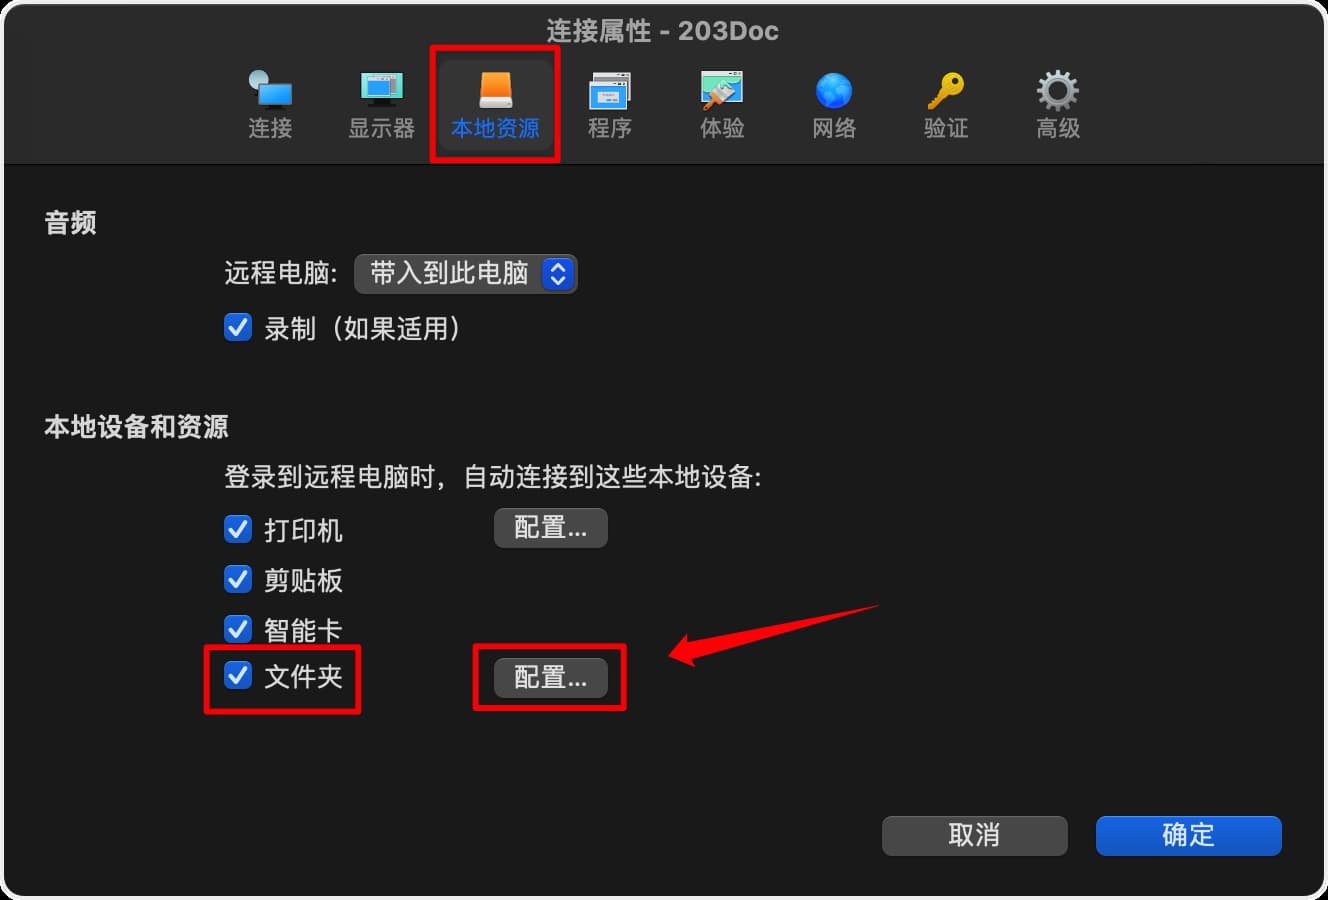 连接属性 - 203Doc
连接 显示器 本地资源 程序 体验 网络 验证 高级
音频
远程电脑: 带入到此电脑
录制（如果适用）
本地设备和资源
登录到远程电脑时，自动连接到这些本地设备:
打印机 配置...
剪贴板
智能卡
文件夹 配置...
取消 确定